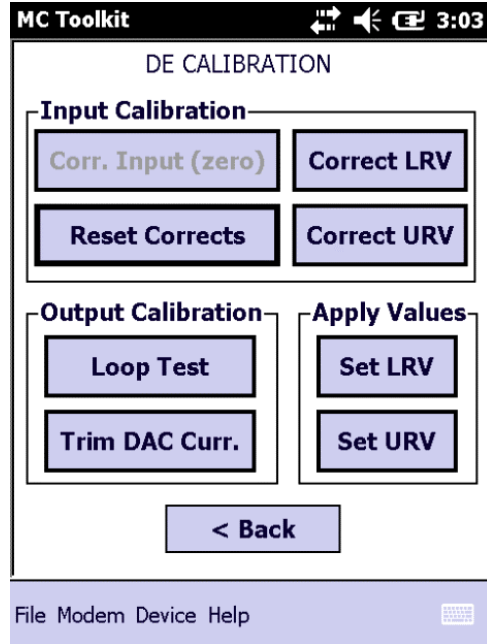 MC Toolkit 3:03
DE CALIBRATION
Input Calibration
Corr. Input (zero) Correct LRV
Reset Corrects Correct URV
Output Calibration Apply Values
Loop Test Set LRV
Trim DAC Curr. Set URV
< Back
File Modem Device Help